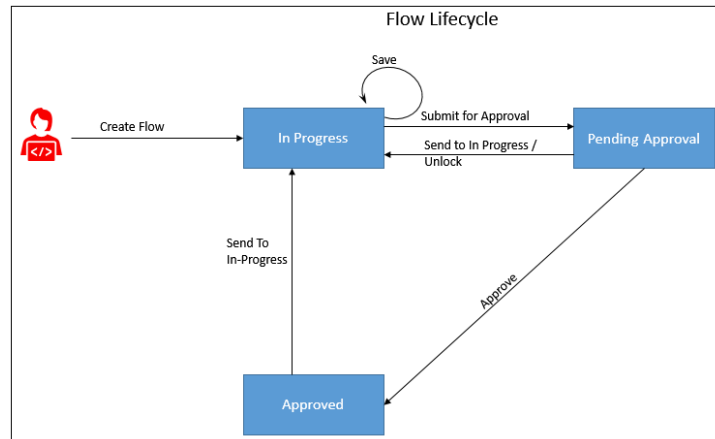 Flow Lifecycle
Save
Create Flow
In Progress
Submit for Approval
Pending Approval
Send to In Progress /
Unlock
Send To
In-Progress
Approve
Approved